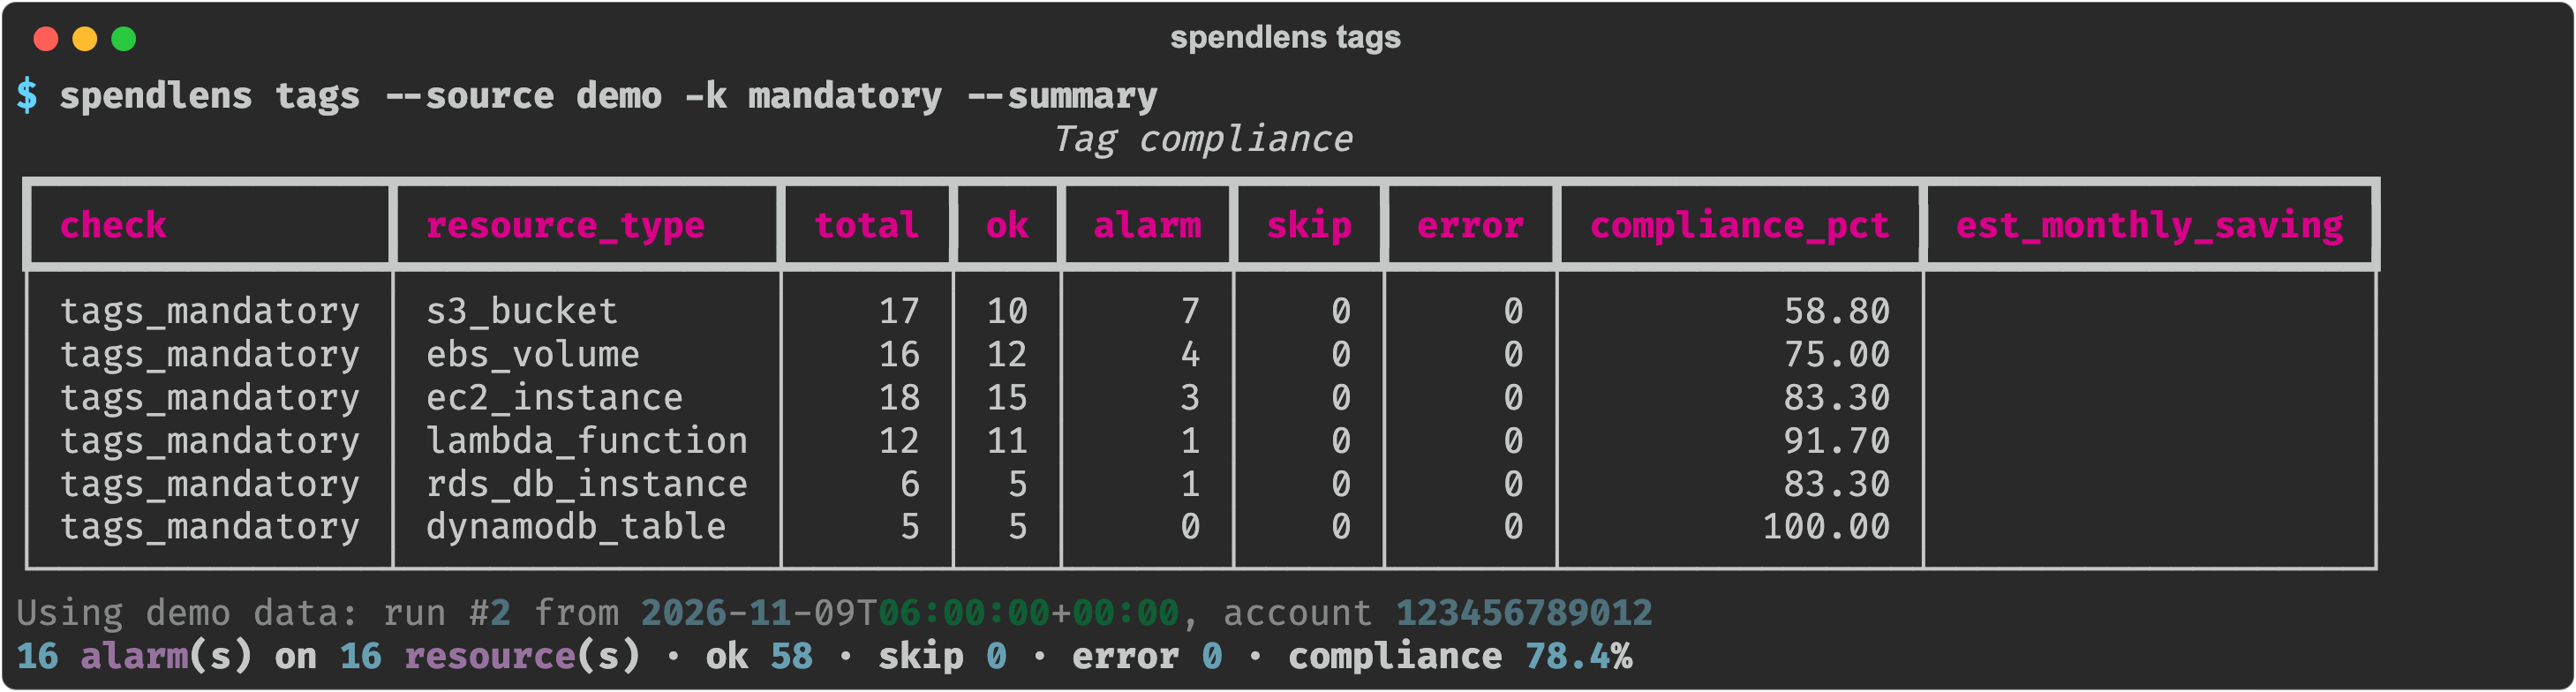 spendlens tags
$ spendlens tags --source demo -k mandatory --summary
Tag compliance
check resource_type total ok alarm skip error compliance_pct est_monthly_saving
tags_mandatory s3_bucket 17 10 7 0 0 58.80
tags_mandatory ebs_volume 16 12 4 0 0 75.00
tags_mandatory ec2_instance 18 15 3 0 0 83.30
tags_mandatory lambda_function 12 11 1 0 0 91.70
tags_mandatory rds_db_instance 6 5 1 0 0 83.30
tags_mandatory dynamodb_table 5 5 0 0 0 100.00
Using demo data: run #2 from 2026-11-09T06:00:00+00:00, account 123456789012
16 alarm(s) on 16 resource(s) · ok 58 · skip 0 · error 0 · compliance 78.4%